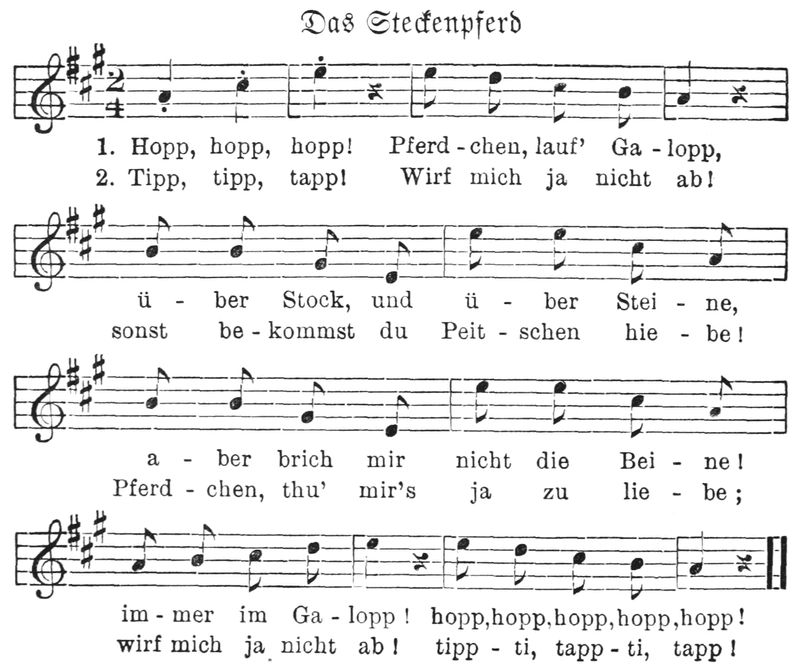 Das Steckenpferd
2
4
1. Hopp, hopp, hopp! Pferd-chen, lauf' Ga-lopp,
2. Tipp, tipp, tapp! Wirf mich ja nicht ab!
ü - ber Stock, und ü - ber Stei - ne,
sonst be-kommst du Peit-schen hie-be!
a - ber brich mir nicht die Bei - ne!
Pferd-chen, thu' mir's ja zu lie-be;
im-mer im Ga-lopp! hopp,hopp,hopp,hopp,hopp!
wirf mich ja nicht ab! tipp-ti, tapp-ti, tapp!